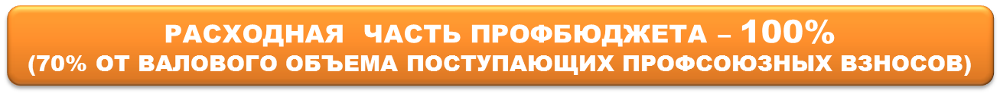 РАСХОДНАЯ ЧАСТЬ ПРОФБЮДЖЕТА – 100%
(70% ОТ ВАЛОВОГО ОБЪЕМА ПОСТУПАЮЩИХ ПРОФСОЮЗНЫХ ВЗНОСОВ)